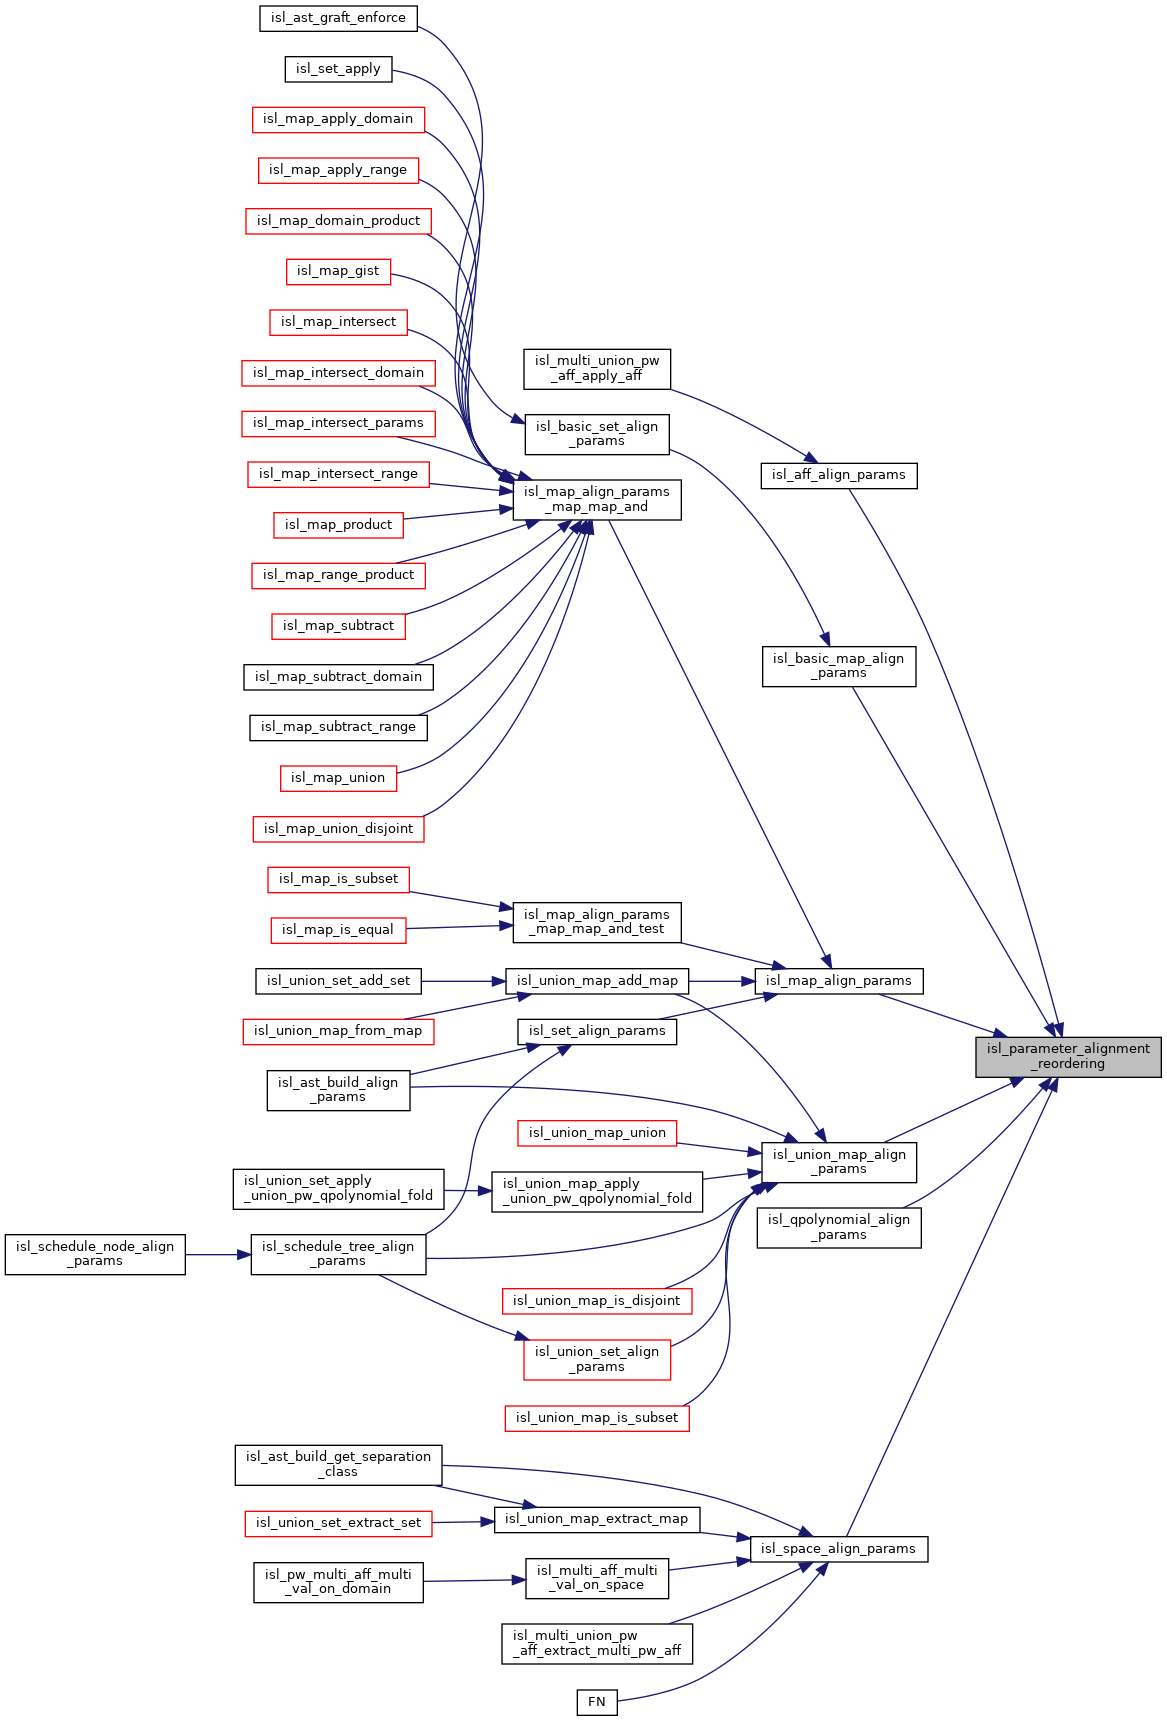 isl_ast_graft_enforce
isl_set_apply
isl_map_apply_domain
isl_map_apply_range
isl_map_domain_product
isl_map_gist
isl_map_intersect
isl_map_intersect_domain
isl_map_intersect_params
isl_map_intersect_range
isl_map_product
isl_map_range_product
isl_map_subtract
isl_map_subtract_domain
isl_map_subtract_range
isl_map_union
isl_map_union_disjoint
isl_map_is_subset
isl_map_is_equal
isl_union_set_add_set
isl_union_map_from_map
isl_ast_build_align
_params
isl_union_set_apply
_union_pw_qpolynomial_fold
isl_schedule_node_align
_params
isl_schedule_tree_align
_params
isl_ast_build_get_separation
_class
isl_union_set_extract_set
isl_pw_multi_aff_multi
_val_on_domain
isl_multi_union_pw
_aff_apply_aff
isl_basic_set_align
_params
isl_map_align_params
_map_map_and
isl_map_align_params
_map_map_and_test
isl_union_map_add_map
isl_set_align_params
isl_union_map_union
isl_union_map_apply
_union_pw_qpolynomial_fold
isl_union_map_is_disjoint
isl_union_set_align
_params
isl_union_map_is_subset
isl_union_map_extract_map
isl_multi_aff_multi
_val_on_space
isl_multi_union_pw
_aff_extract_multi_pw_aff
FN
isl_aff_align_params
isl_basic_map_align
_params
isl_map_align_params
isl_union_map_align
_params
isl_qpolynomial_align
_params
isl_space_align_params
isl_parameter_alignment
_reordering